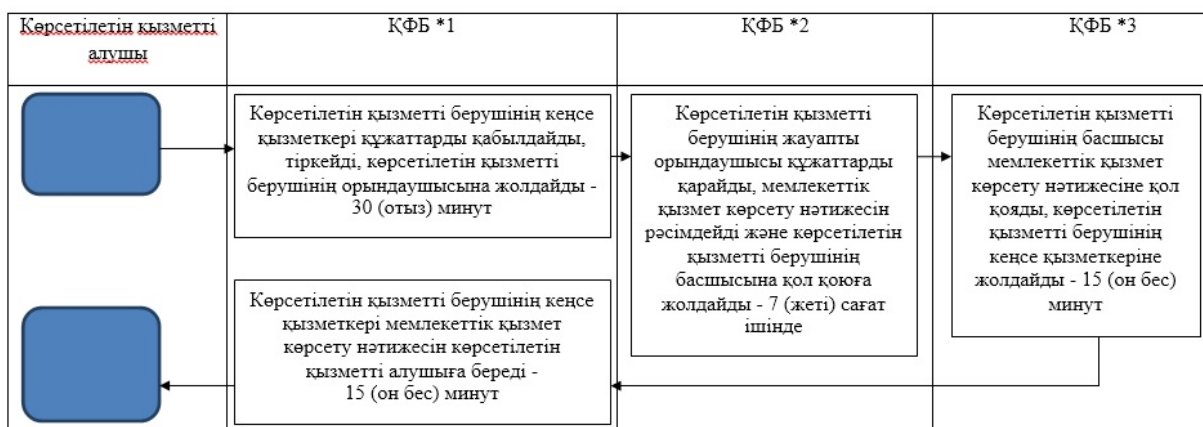 Көрсетілетін қызметті
алушы
ҚФБ *1
ҚФБ *2
ҚФБ *3
Көрсетілетін қызметті берушінің кеңсе
қызметкері құжаттарды қабылдайды,
тіркейді, көрсетілетін қызметті
берушінің орындаушысына жолдайды -
30 (отыз) минут
Көрсетілетін қызметті
берушінің жауапты
орындаушысы құжаттарды
қарайды, мемлекеттік
қызмет көрсету нәтижесін
рәсімдейді және көрсетілетін
қызметті берушінің
басшысына қол қоюға
жолдайды - 7 (жеті) сағат
ішінде
Көрсетілетін қызметті
берушінің басшысы
мемлекеттік қызмет
көрсету нәтижесіне қол
қояды, көрсетілетін
қызметті берушінің
кеңсе қызметкеріне
жолдайды - 15 (он бес)
минут
Көрсетілетін қызметті берушінің кеңсе
қызметкері мемлекеттік қызмет
көрсету нәтижесін көрсетілетін
қызметті алушыға береді -
15 (он бес) минут